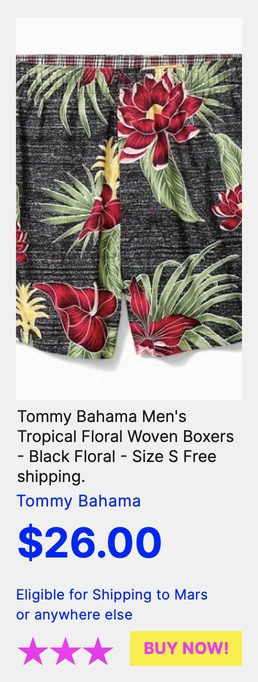 Tommy Bahama Men's
Tropical Floral Woven Boxers
- Black Floral - Size S Free
shipping.
Tommy Bahama
$26.00
Eligible for Shipping to Mars
or anywhere else
BUY NOW!